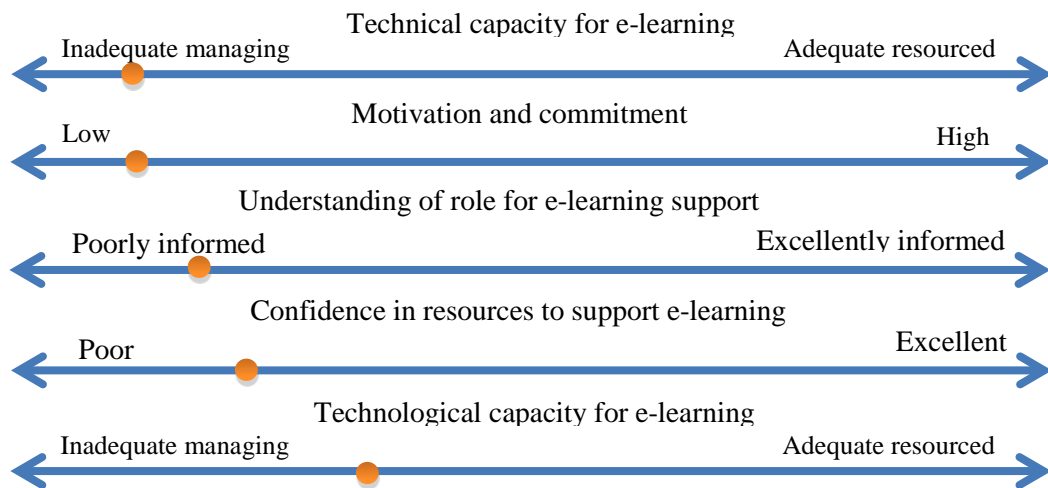 Technical capacity for e-learning
Inadequate managing Adequate resourced
Motivation and commitment
Low High
Understanding of role for e-learning support
Poorly informed Excellently informed
Confidence in resources to support e-learning
Poor Excellent
Technological capacity for e-learning
Inadequate managing Adequate resourced